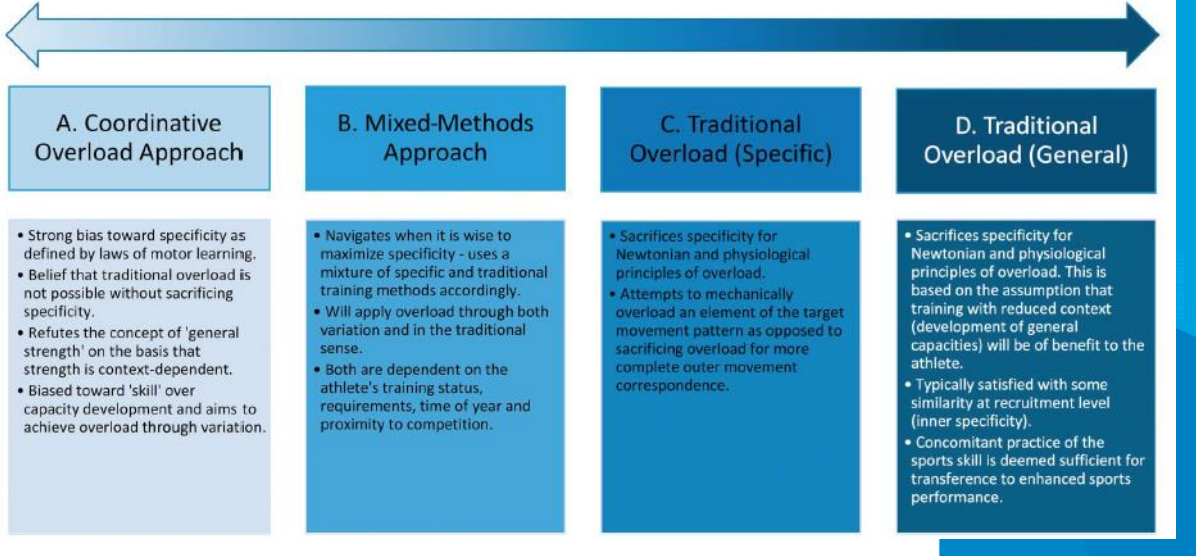 A. Coordinative
Overload Approach
• Strong bias toward specificity as
defined by laws of motor learning.
• Belief that traditional overload is
not possible without sacrificing
specificity.
• Refutes the concept of 'general
strength' on the basis that
strength is context-dependent.
• Biased toward 'skill' over
capacity development and aims to
achieve overload through variation.
B. Mixed-Methods
Approach
• Navigates when it is wise to
maximize specificity - uses a
mixture of specific and traditional
training methods accordingly.
• Will apply overload through both
variation and in the traditional
sense.
• Both are dependent on the
athlete's training status,
requirements, time of year and
proximity to competition.
C. Traditional
Overload (Specific)
• Sacrifices specificity for
Newtonian and physiological
principles of overload.
• Attempts to mechanically
overload an element of the target
movement pattern as opposed to
sacrificing overload for more
complete outer movement
correspondence.
D. Traditional
Overload (General)
• Sacrifices specificity for
Newtonian and physiological
principles of overload. This is
based on the assumption that
training with reduced context
(development of general
capacities) will be of benefit to the
athlete.
• Typically satisfied with some
similarity at recruitment level
(inner specificity).
• Concomitant practice of the
sports skill is deemed sufficient for
transference to enhanced sports
performance.